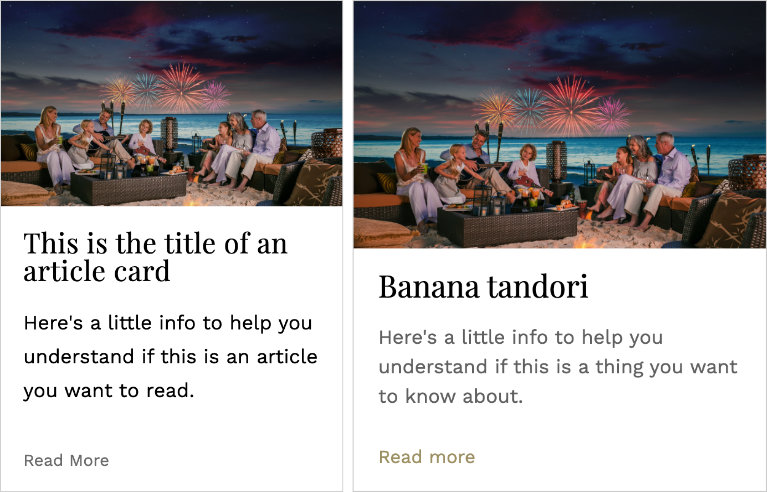 This is the title of an
article card
Here's a little info to help you
understand if this is an article
you want to read.
Read More
Banana tandori
Here's a little info to help you
understand if this is a thing you want
to know about.
Read more